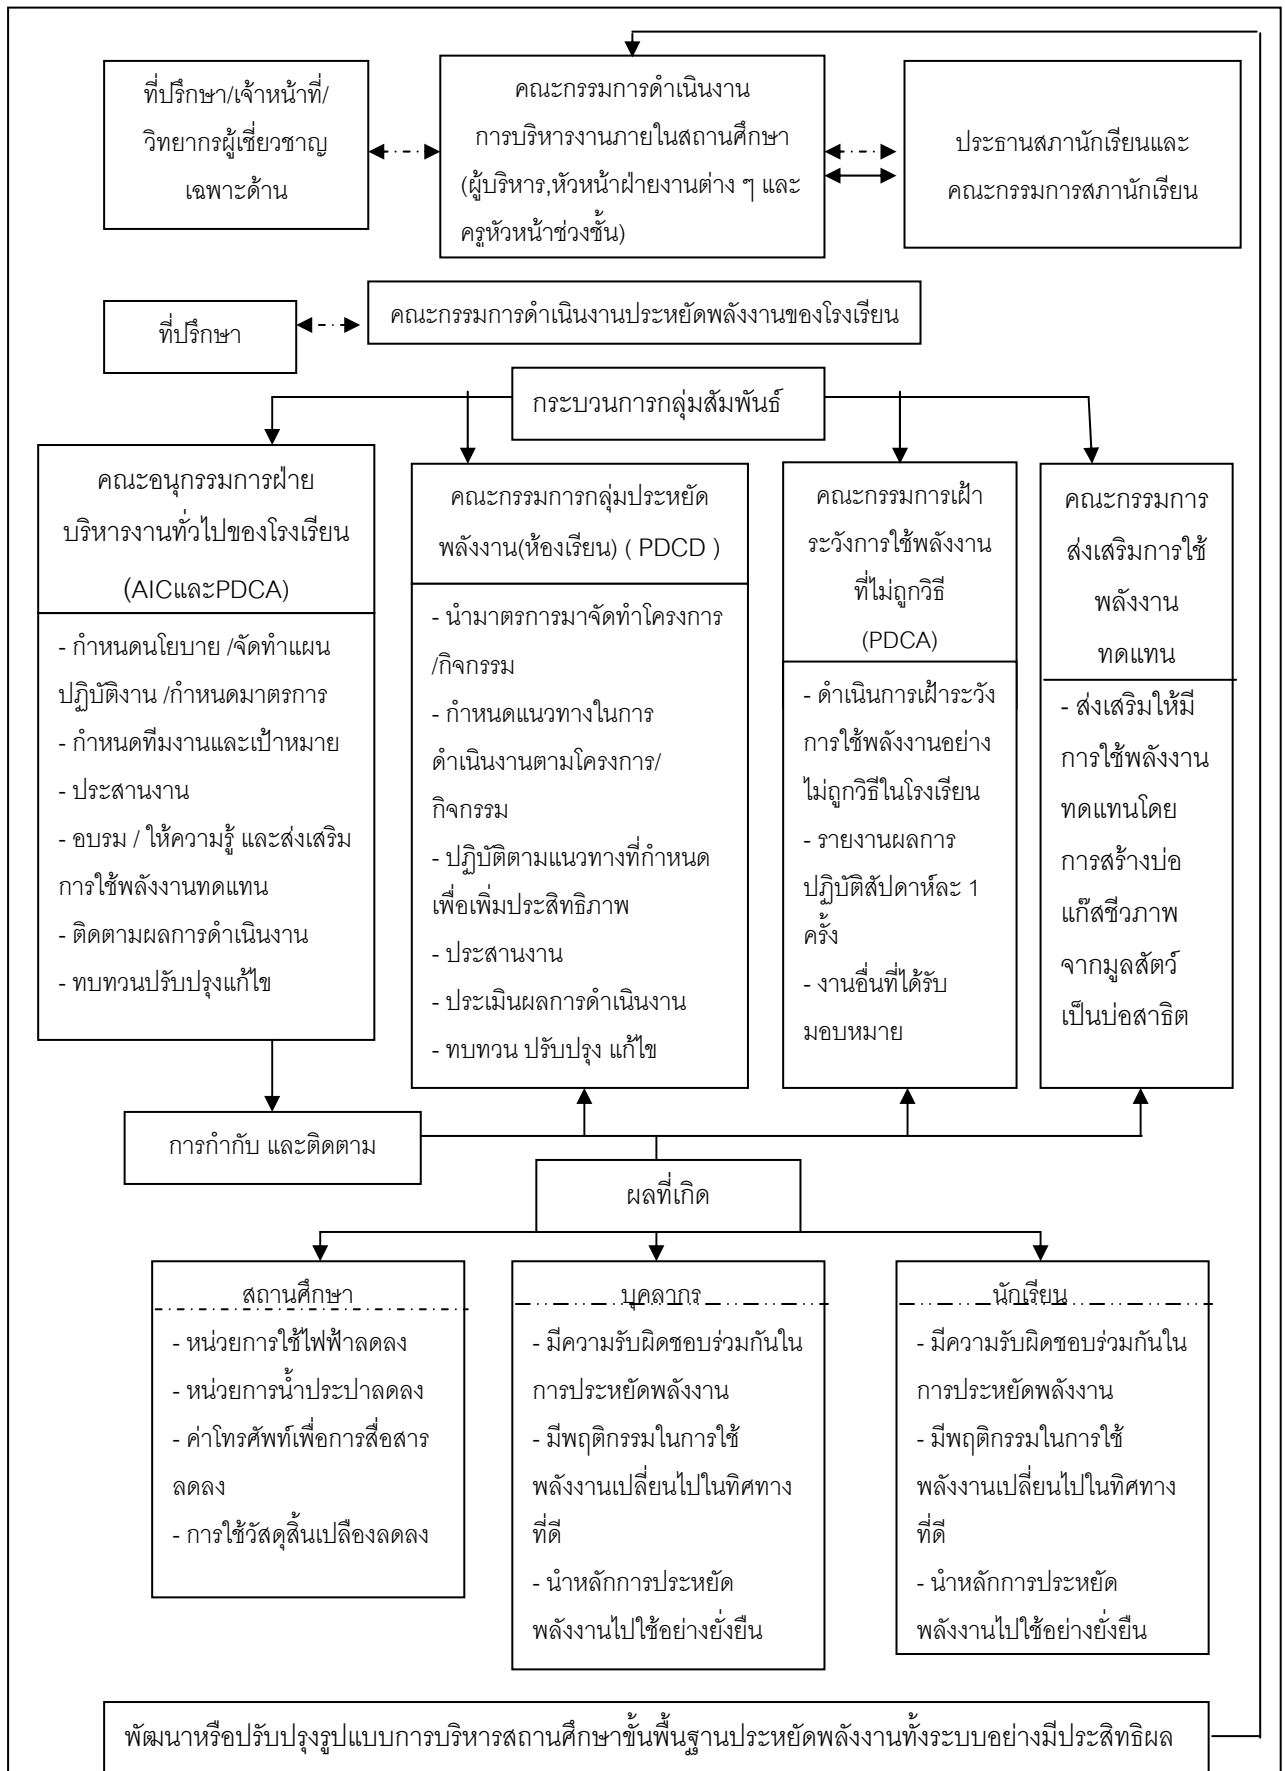 ที่ปรึกษา/เจ้าหน้าที่/
วิทยากรผู้เชี่ยวชาญ
เฉพาะด้าน
คณะกรรมการดำเนินงาน
การบริหารงานภายในสถานศึกษา
(ผู้บริหาร,หัวหน้าฝ่ายงานต่าง ๆ และ
ครูหัวหน้าช่วงชั้น)
ประธานสภานักเรียนและ
คณะกรรมการสภานักเรียน
ที่ปรึกษา
คณะกรรมการดำเนินงานประหยัดพลังงานของโรงเรียน
กระบวนการกลุ่มสัมพันธ์
คณะอนุกรรมการฝ่าย
บริหารงานทั่วไปของโรงเรียน
(AICและPDCA)
- กำหนดนโยบาย /จัดทำแผน
ปฏิบัติงาน /กำหนดมาตรการ
- กำหนดทีมงานและเป้าหมาย
- ประสานงาน
- อบรม / ให้ความรู้ และส่งเสริม
การใช้พลังงานทดแทน
- ติดตามผลการดำเนินงาน
- ทบทวนปรับปรุงแก้ไข
คณะกรรมการกลุ่มประหยัด
พลังงาน(ห้องเรียน) ( PDCD )
- นำมาตรการมาจัดทำโครงการ
/กิจกรรม
- กำหนดแนวทางในการ
ดำเนินงานตามโครงการ/
กิจกรรม
- ปฏิบัติตามแนวทางที่กำหนด
เพื่อเพิ่มประสิทธิภาพ
- ประสานงาน
- ประเมินผลการดำเนินงาน
- ทบทวน ปรับปรุง แก้ไข
คณะกรรมการเฝ้า
ระวังการใช้พลังงาน
ที่ไม่ถูกวิธี
(PDCA)
- ดำเนินการเฝ้าระวัง
การใช้พลังงานอย่าง
ไม่ถูกวิธีในโรงเรียน
- รายงานผลการ
ปฏิบัติสัปดาห์ละ 1
ครั้ง
- งานอื่นที่ได้รับ
มอบหมาย
คณะกรรมการ
ส่งเสริมการใช้
พลังงาน
ทดแทน
- ส่งเสริมให้มี
การใช้พลังงาน
ทดแทนโดย
การสร้างบ่อ
แก๊สชีวภาพ
จากมูลสัตว์
เป็นบ่อสาธิต
การกำกับ และติดตาม
ผลที่เกิด
สถานศึกษา
- หน่วยการใช้ไฟฟ้าลดลง
- หน่วยการน้ำประปาลดลง
- ค่าโทรศัพท์เพื่อการสื่อสาร
ลดลง
- การใช้วัสดุสิ้นเปลืองลดลง
บุคลากร
- มีความรับผิดชอบร่วมกันใน
การประหยัดพลังงาน
- มีพฤติกรรมในการใช้
พลังงานเปลี่ยนไปในทิศทาง
ที่ดี
- นำหลักการประหยัด
พลังงานไปใช้อย่างยั่งยืน
นักเรียน
- มีความรับผิดชอบร่วมกันใน
การประหยัดพลังงาน
- มีพฤติกรรมในการใช้
พลังงานเปลี่ยนไปในทิศทาง
ที่ดี
- นำหลักการประหยัด
พลังงานไปใช้อย่างยั่งยืน
พัฒนาหรือปรับปรุงรูปแบบการบริหารสถานศึกษาขั้นพื้นฐานประหยัดพลังงานทั้งระบบอย่างมีประสิทธิผล